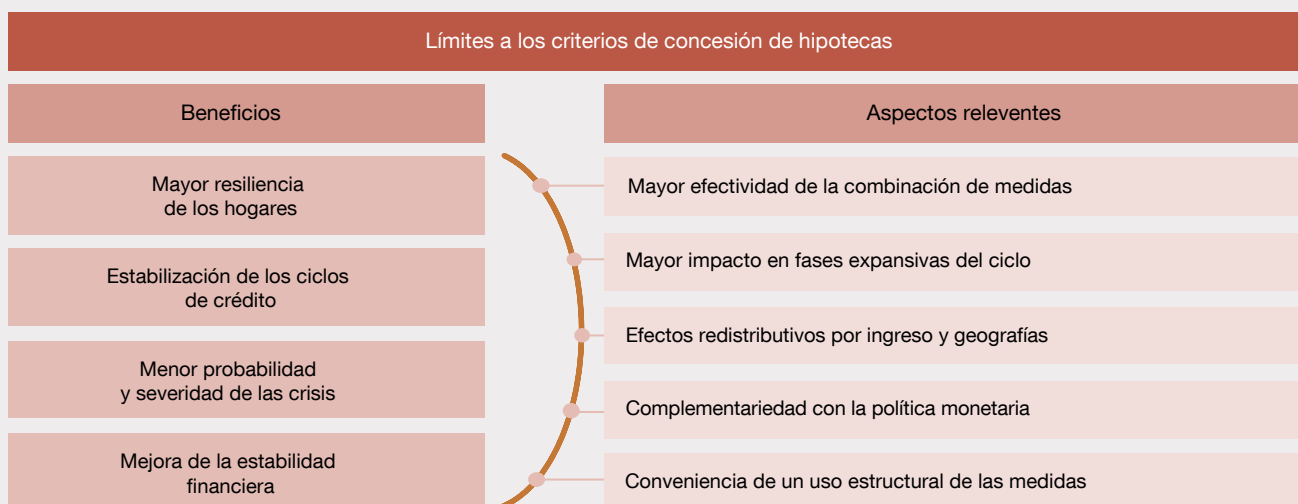 Límites a los criterios de concesión de hipotecas
Beneficios
Mayor resiliencia
de los hogares
Estabilización de los ciclos
de crédito
Menor probabilidad
y severidad de las crisis
Mejora de la estabilidad
financiera
Aspectos releventes
Mayor efectividad de la combinación de medidas
Mayor impacto en fases expansivas del ciclo
Efectos redistributivos por ingreso y geografías
Complementariedad con la política monetaria
Conveniencia de un uso estructural de las medidas